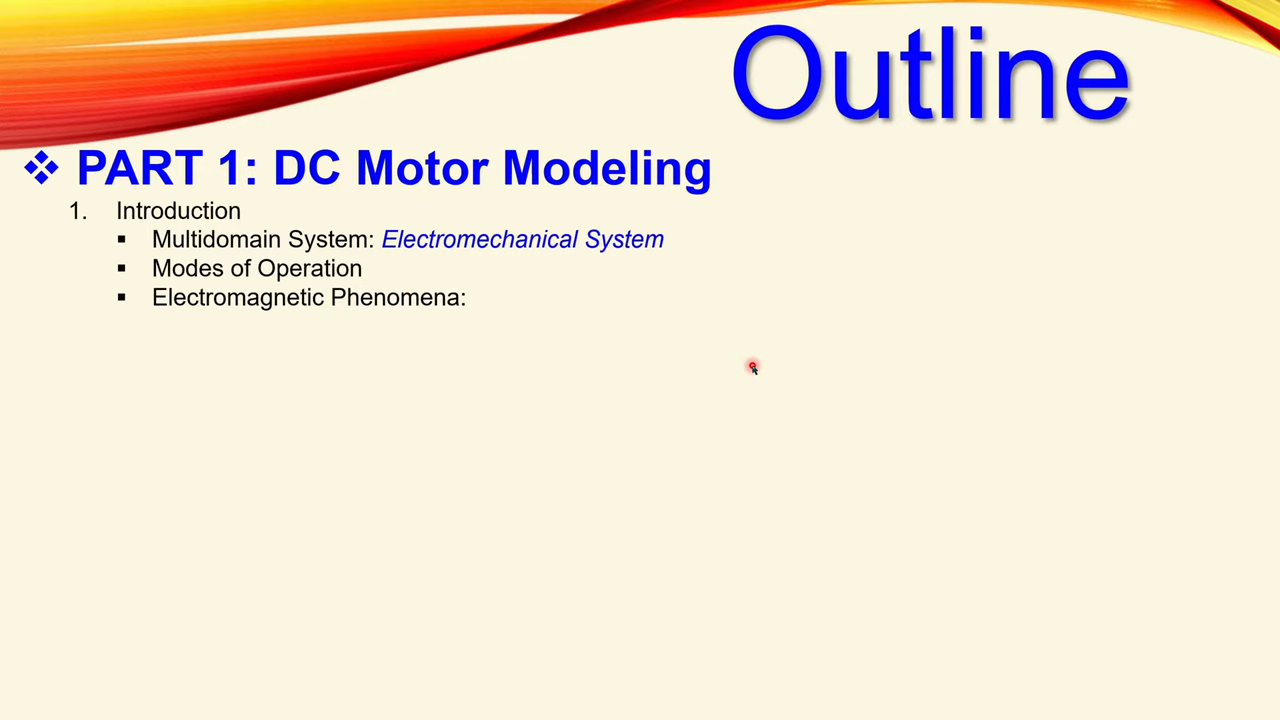 Outline
❖ PART 1: DC Motor Modeling
1. Introduction
▪ Multidomain System: Electromechanical System
▪ Modes of Operation
▪ Electromagnetic Phenomena: